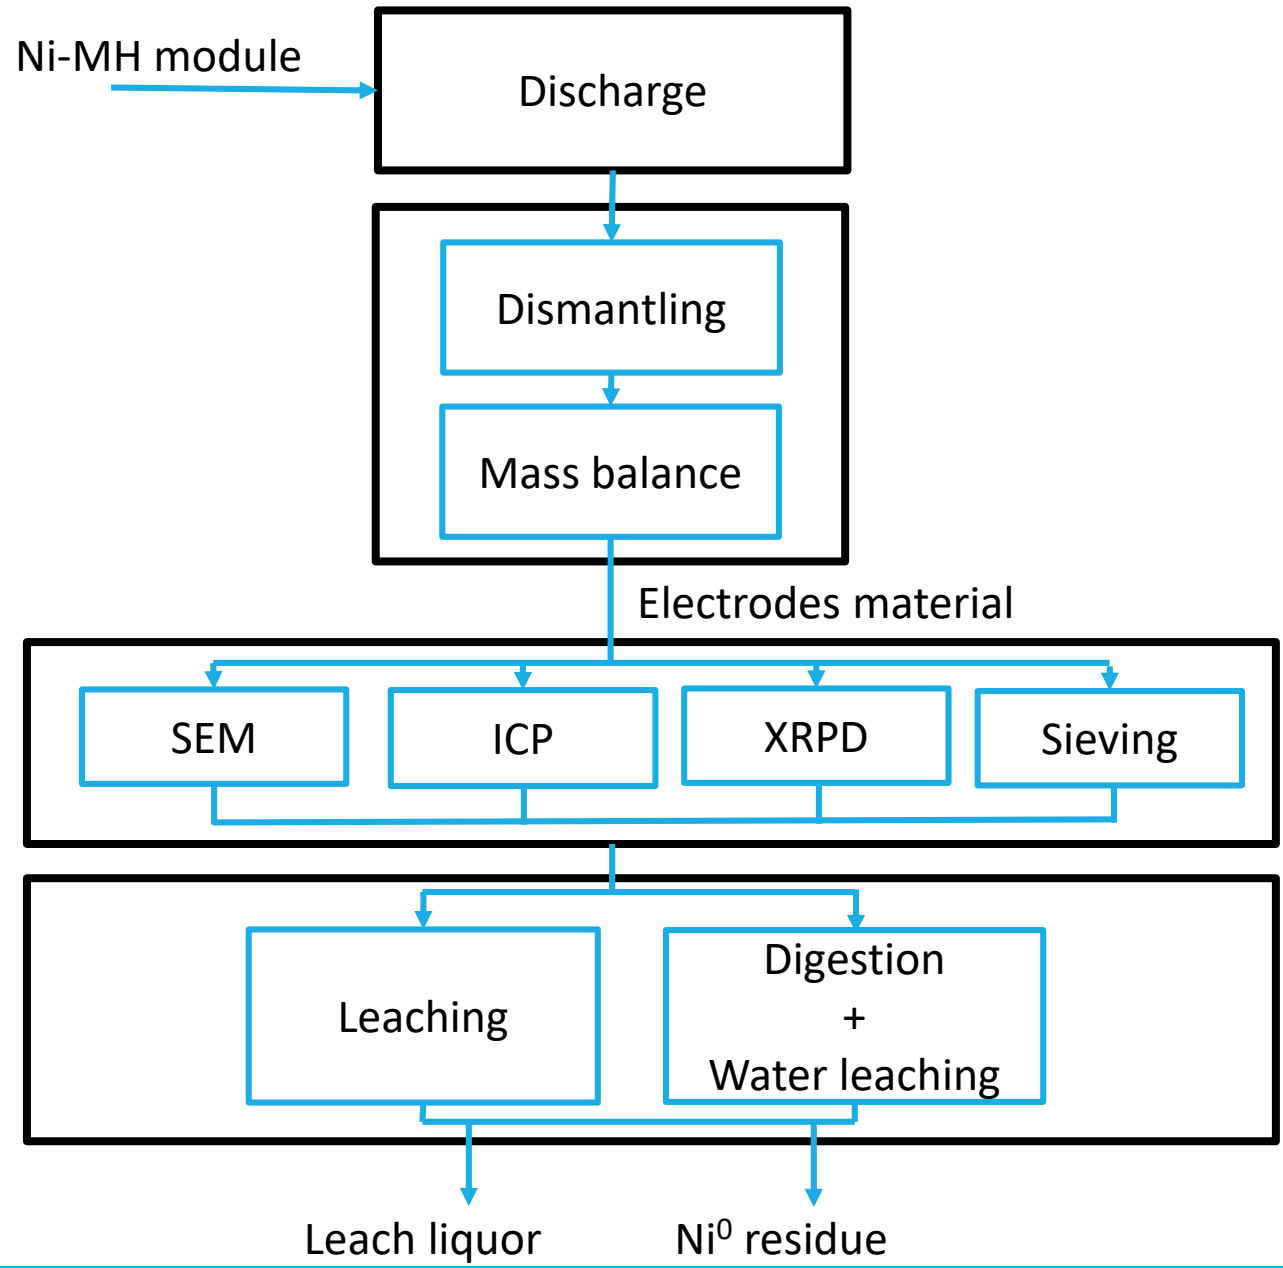 Ni-MH module
Discharge
Dismantling
Mass balance
Electrodes material
SEM
ICP
XRPD
Sieving
Leaching
Digestion
+
Water leaching
Leach liquor
Ni⁰ residue